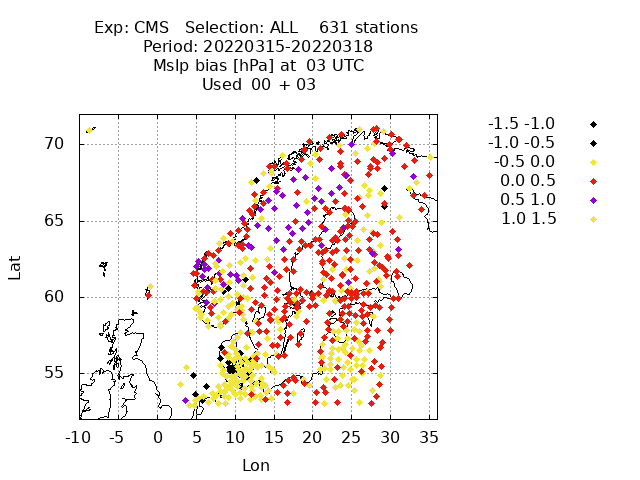 Exp: CMS Selection: ALL 631 stations
Period: 20220315-20220318
Mslp bias [hPa] at 03 UTC
Used 00 + 03
-1.5 -1.0
-1.0 -0.5
-0.5 0.0
0.0 0.5
0.5 1.0
1.0 1.5
70
65
60
55
Lat
-10 -5 0 5 10 15 20 25 30 35
Lon